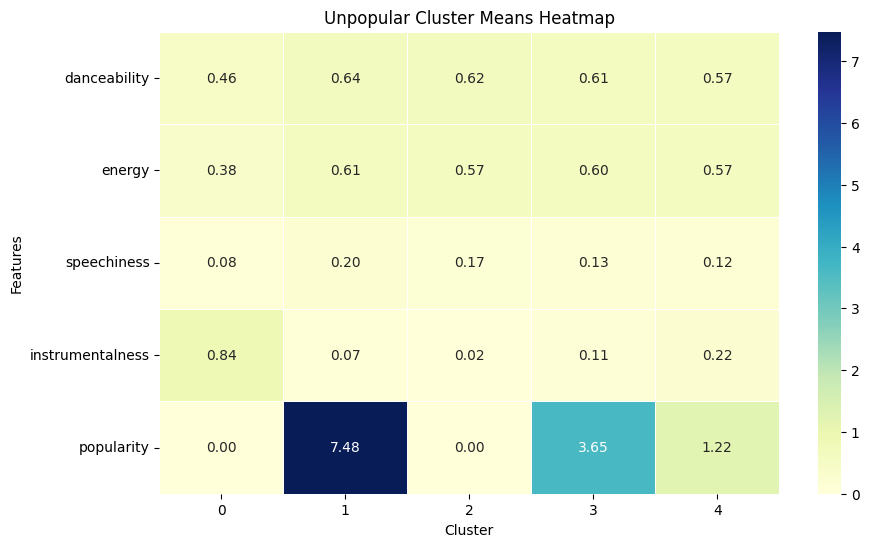 Unpopular Cluster Means Heatmap
danceability 0.46 0.64 0.62 0.61 0.57
energy 0.38 0.61 0.57 0.60 0.57
speechiness 0.08 0.20 0.17 0.13 0.12
instrumentalness 0.84 0.07 0.02 0.11 0.22
popularity 0.00 7.48 0.00 3.65 1.22
0 1 2 3 4
Cluster
Features
7
6
5
4
3
2
1
0